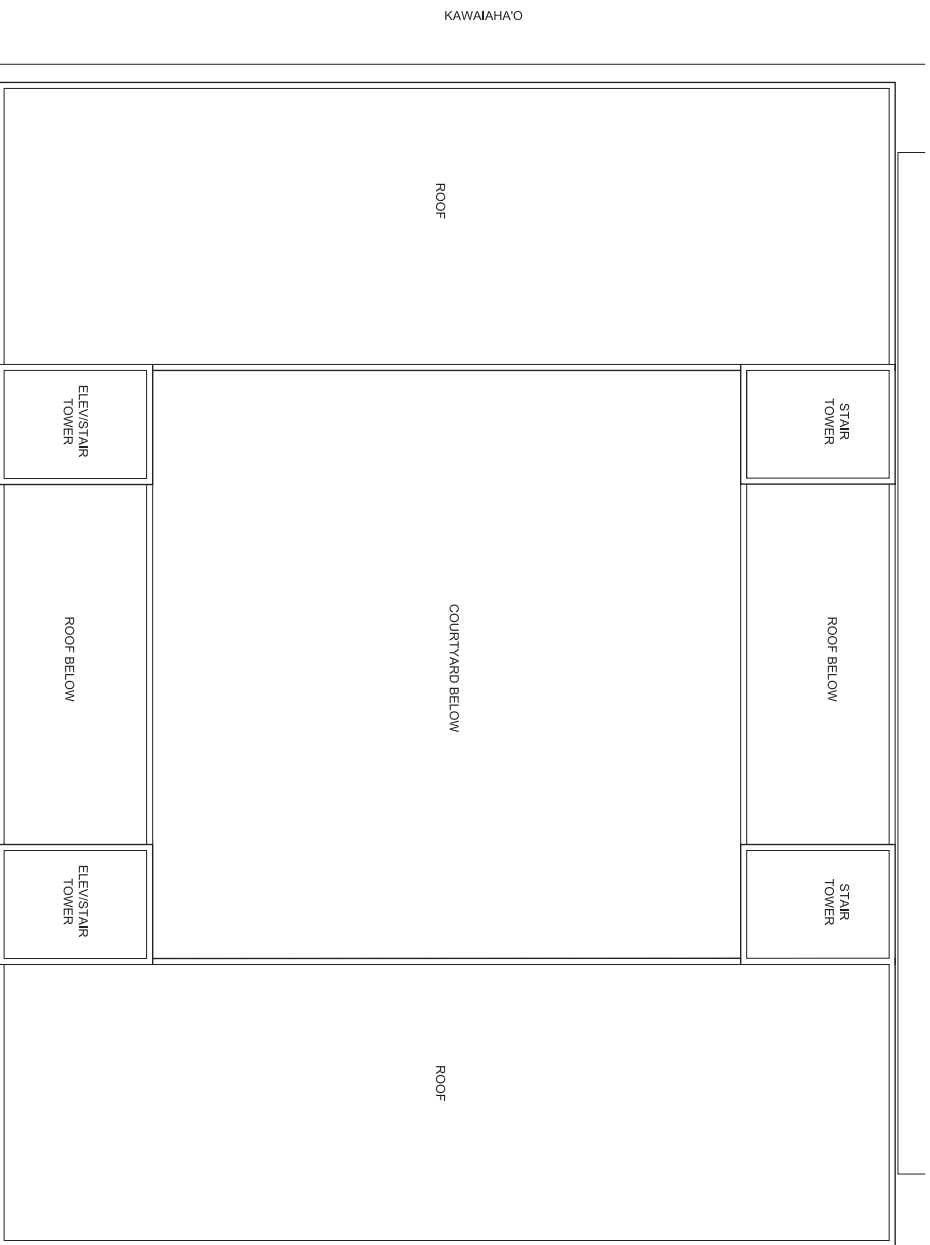 KAWAIAHA'O
ROOF
ELEV/STAIR
TOWER
STAIR
TOWER
ROOF BELOW
COURTYARD BELOW
ROOF BELOW
ELEV/STAIR
TOWER
STAIR
TOWER
ROOF